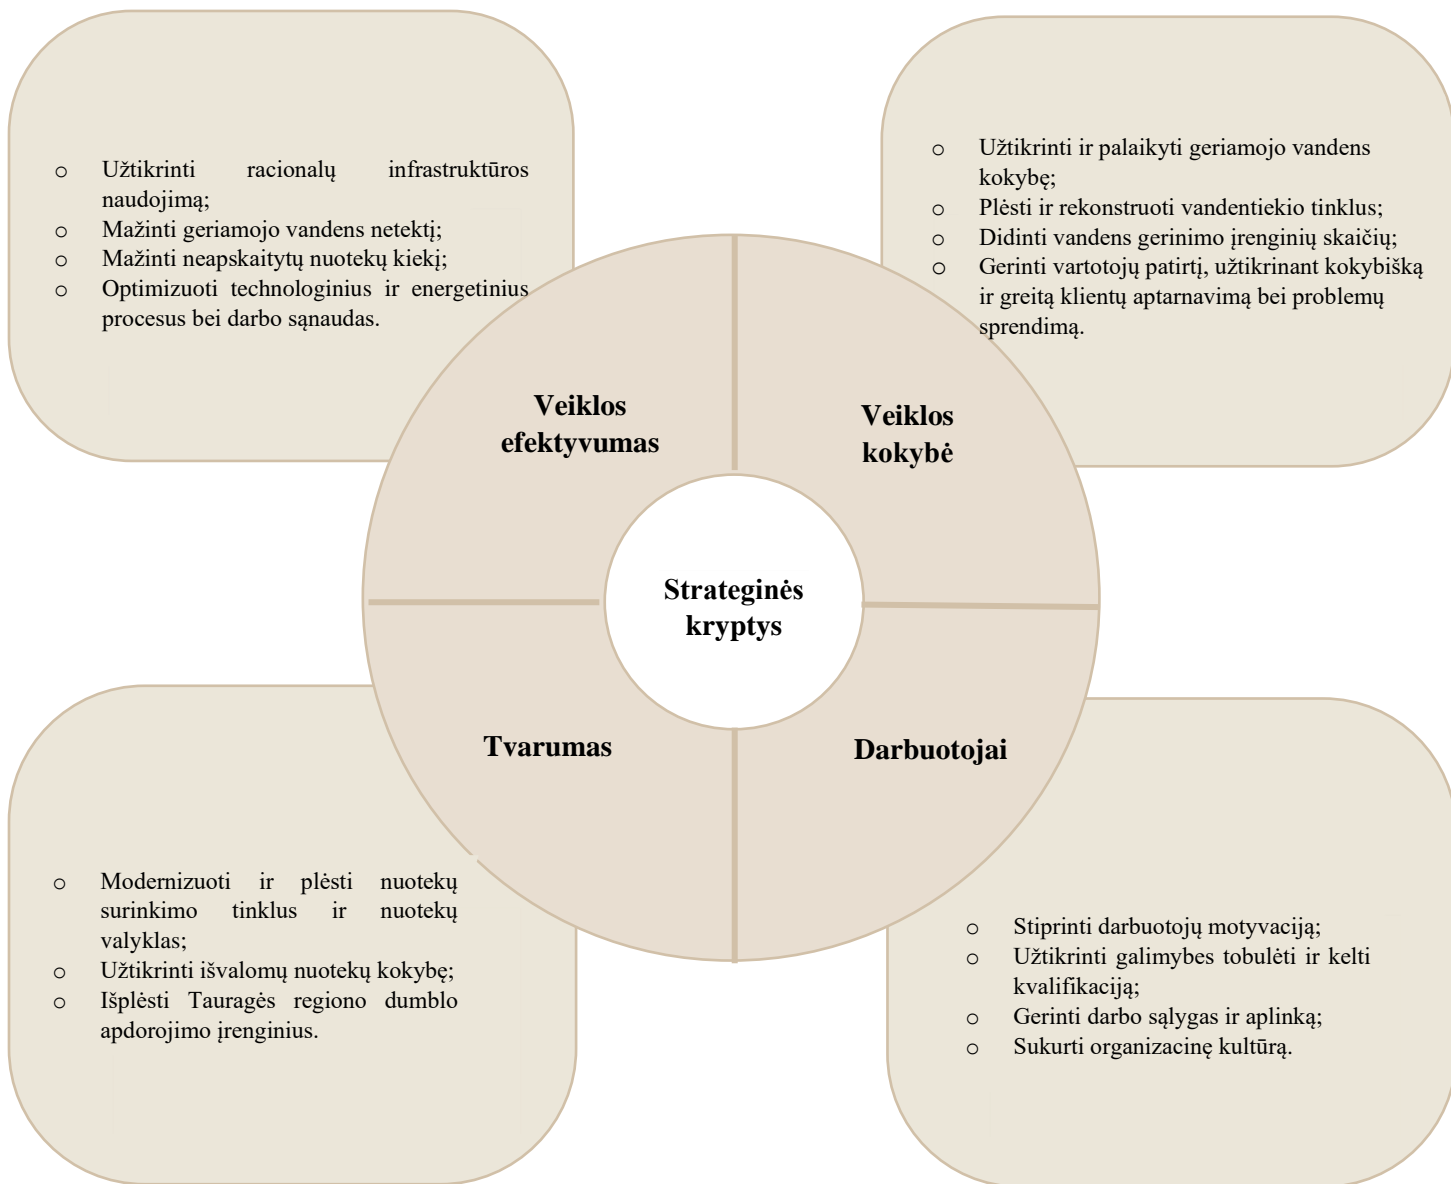 o Užtikrinti racionalų infrastruktūros
naudojimą;
o Mažinti geriamojo vandens netektį;
o Mažinti neapskaitytų nuotekų kiekį;
o Optimizuoti technologinius ir energetinius
procesus bei darbo sąnaudas.
o Užtikrinti ir palaikyti geriamojo vandens
kokybę;
o Plėsti ir rekonstruoti vandentiekio tinklus;
o Didinti vandens gerinimo įrenginių skaičių;
o Gerinti vartotojų patirtį, užtikrinant kokybišką
ir greitą klientų aptarnavimą bei problemų
sprendimą.
Veiklos
efektyvumas
Veiklos
kokybė
Strateginės
kryptys
Tvarumas
Darbuotojai
o Modernizuoti ir plėsti nuotekų
surinkimo tinklus ir nuotekų
valyklas;
o Užtikrinti išvalomų nuotekų kokybę;
o Išplėsti Tauragės regiono dumblo
apdorojimo įrenginius.
o Stiprinti darbuotojų motyvaciją;
o Užtikrinti galimybes tobulėti ir kelti
kvalifikaciją;
o Gerinti darbo sąlygas ir aplinką;
o Sukurti organizacinę kultūrą.